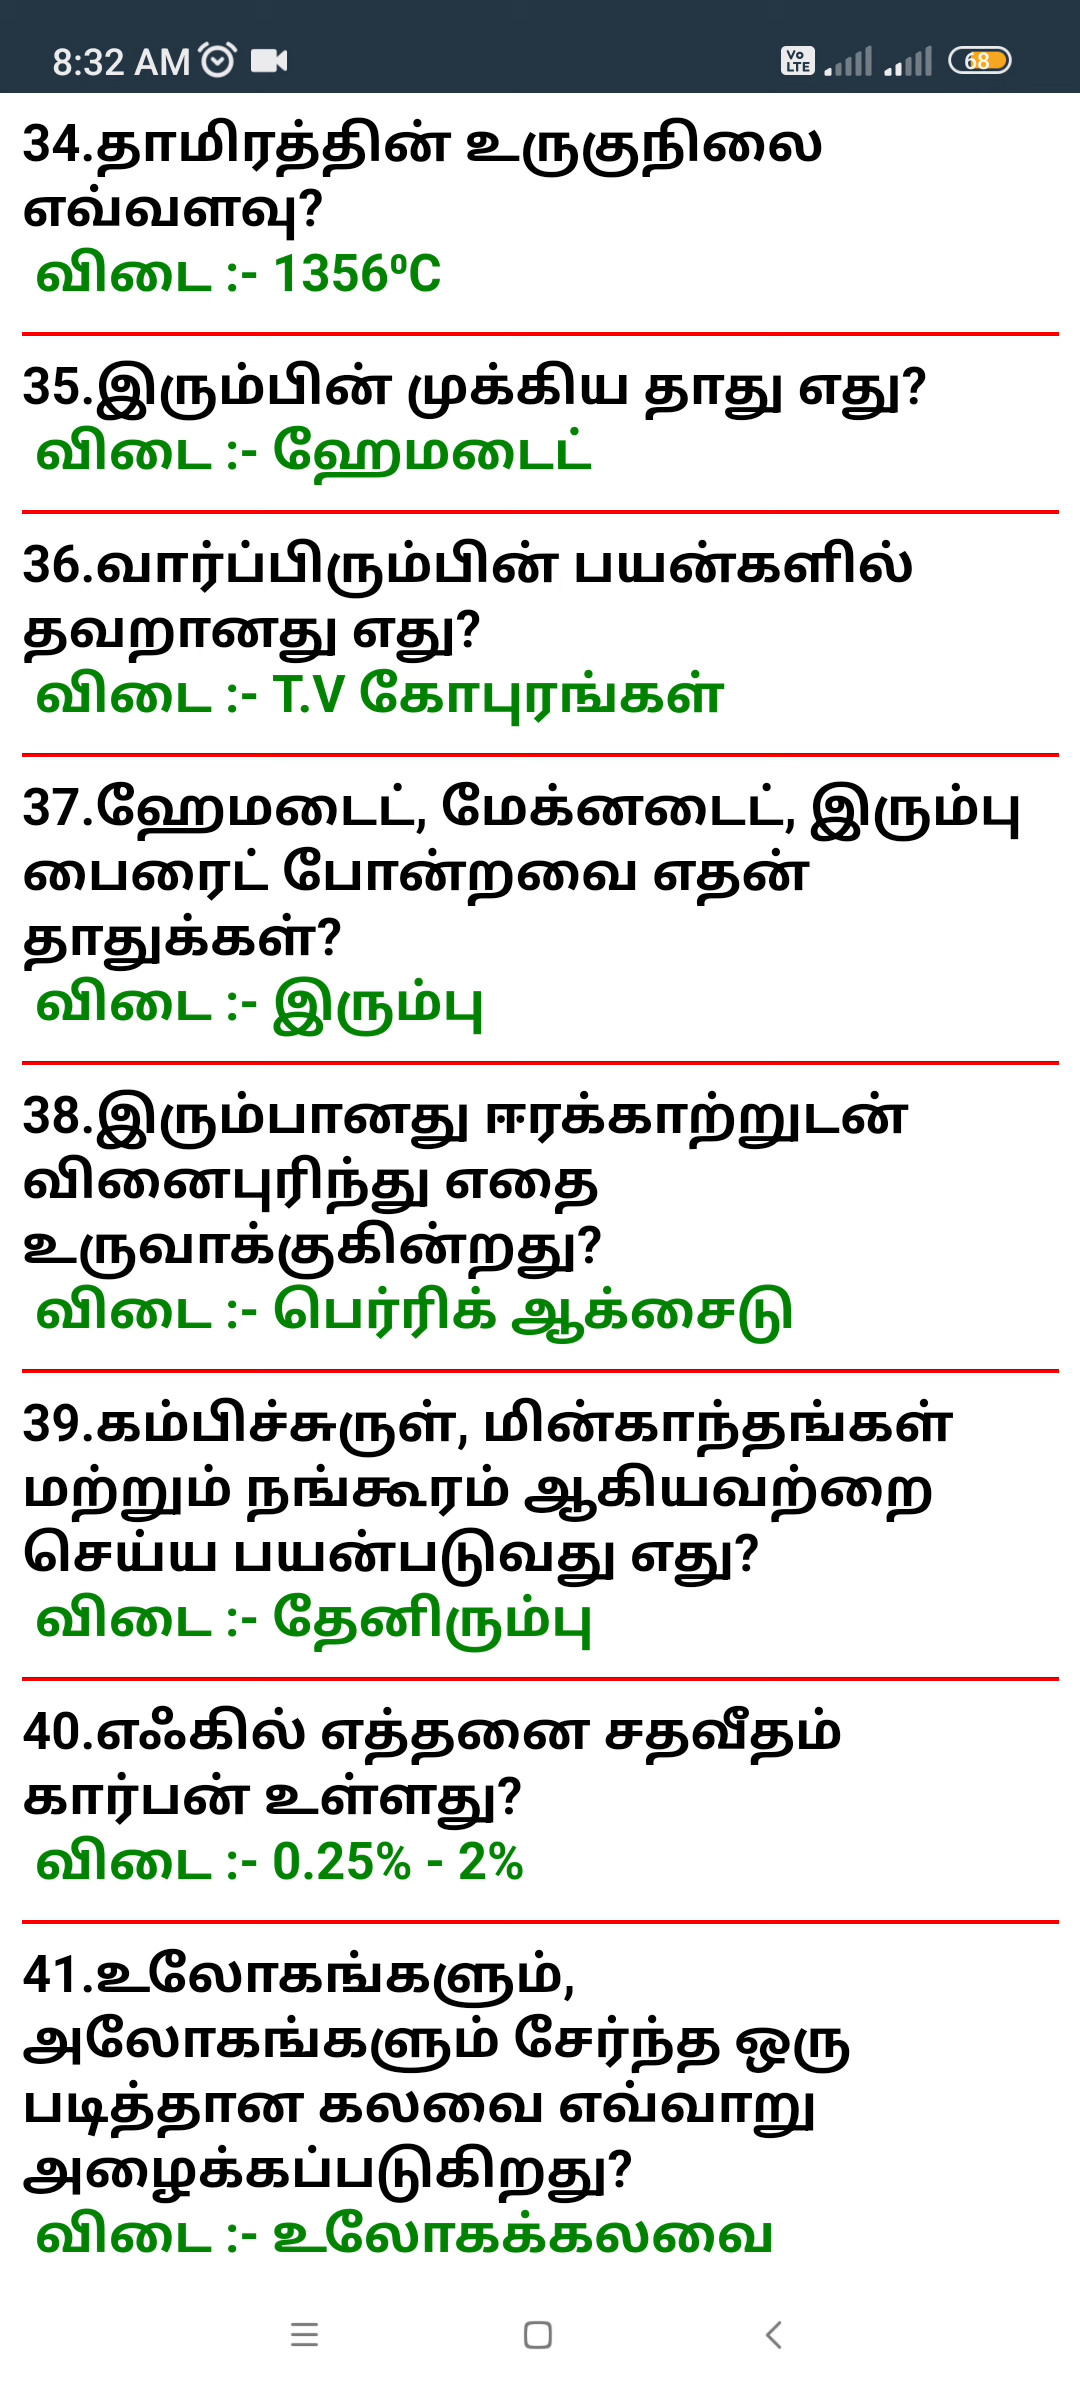 8:32 AM
Vo LTE
68
34.தாமிரத்தின் உருகுநிலை
எவ்வளவு?
விடை :- 1356⁰C
35.இரும்பின் முக்கிய தாது எது?
விடை :- ஹேமடைட்
36.வார்ப்பிரும்பின் பயன்களில்
தவறானது எது?
விடை :- T.V கோபுரங்கள்
37.ஹேமடைட், மேக்னடைட், இரும்பு
பைரைட் போன்றவை எதன்
தாதுக்கள்?
விடை :- இரும்பு
38.இரும்பானது ஈரக்காற்றுடன்
வினைபுரிந்து எதை
உருவாக்குகின்றது?
விடை :- பெர்ரிக் ஆக்சைடு
39.கம்பிச்சுருள், மின்காந்தங்கள்
மற்றும் நங்கூரம் ஆகியவற்றை
செய்ய பயன்படுவது எது?
விடை :- தேனிரும்பு
40.எஃகில் எத்தனை சதவீதம்
கார்பன் உள்ளது?
விடை :- 0.25% - 2%
41.உலோகங்களும்,
அலோகங்களும் சேர்ந்த ஒரு
படித்தான கலவை எவ்வாறு
அழைக்கப்படுகிறது?
விடை :- உலோகக்கலவை